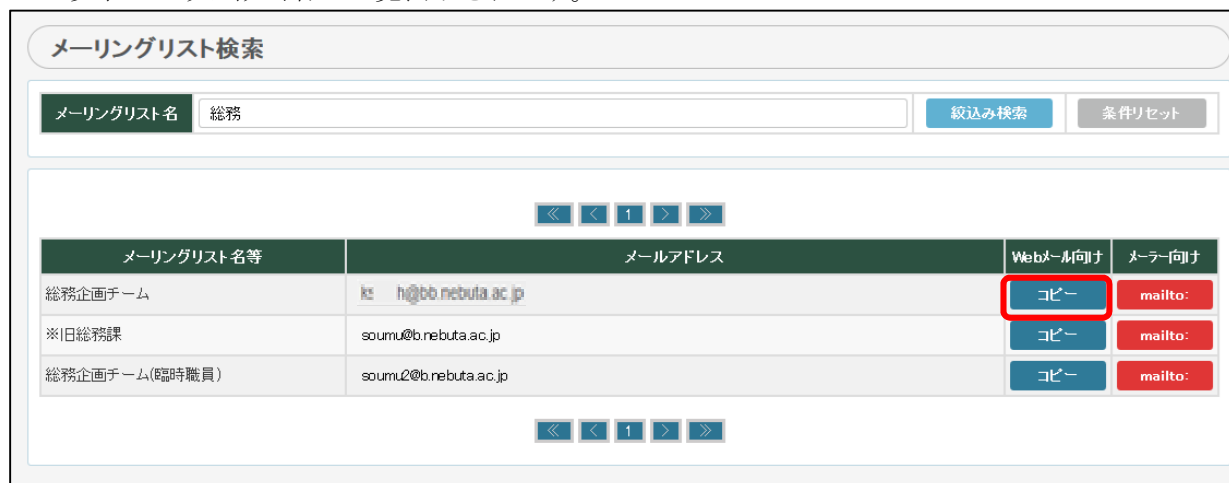 メーリングリスト検索
メーリングリスト名 総務 絞込み検索 条件リセット
≪ < 1 > ≫
メーリングリスト名等 メールアドレス Webメール向け メーラー向け
総務企画チーム h@bb.nebuta.ac.jp コピー mailto:
※旧総務課 soumu@b.nebuta.ac.jp コピー mailto:
総務企画チーム(臨時職員) soumu2@b.nebuta.ac.jp コピー mailto:
≪ < 1 > ≫